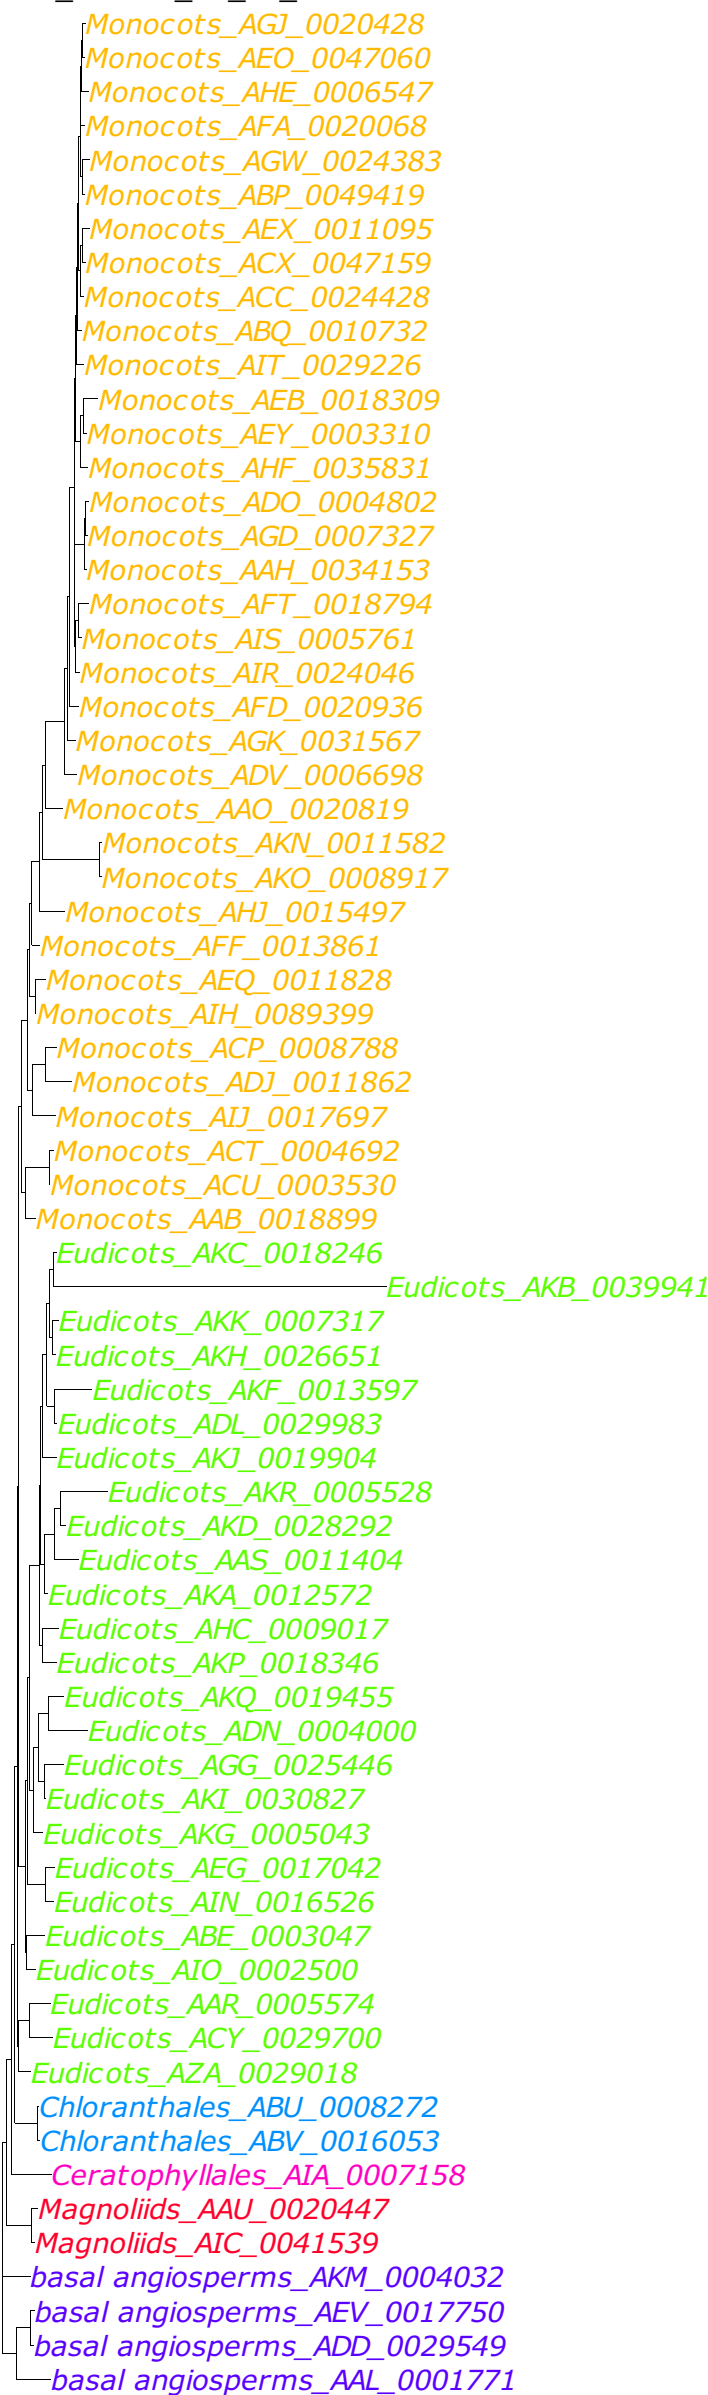 Monocots_AGJ_0020428
Monocots_AEO_0047060
Monocots_AHE_0006547
Monocots_AFA_0020068
Monocots_AGW_0024383
Monocots_ABP_0049419
Monocots_AEX_0011095
Monocots_ACX_0047159
Monocots_ACC_0024428
Monocots_ABQ_0010732
Monocots_AIT_0029226
Monocots_AEB_0018309
Monocots_AEY_0003310
Monocots_AHF_0035831
Monocots_ADO_0004802
Monocots_AGD_0007327
Monocots_AAH_0034153
Monocots_AFT_0018794
Monocots_AIS_0005761
Monocots_AIR_0024046
Monocots_AFD_0020936
Monocots_AGK_0031567
Monocots_ADV_0006698
Monocots_AAO_0020819
Monocots_AKN_0011582
Monocots_AKO_0008917
Monocots_AHJ_0015497
Monocots_AFF_0013861
Monocots_AEQ_0011828
Monocots_AIH_0089399
Monocots_ACP_0008788
Monocots_ADJ_0011862
Monocots_AIJ_0017697
Monocots_ACT_0004692
Monocots_ACU_0003530
Monocots_AAB_0018899
Eudicots_AKC_0018246
Eudicots_AKB_0039941
Eudicots_AKK_0007317
Eudicots_AKH_0026651
Eudicots_AKF_0013597
Eudicots_ADL_0029983
Eudicots_AKJ_0019904
Eudicots_AKR_0005528
Eudicots_AKD_0028292
Eudicots_AAS_0011404
Eudicots_AKA_0012572
Eudicots_AHC_0009017
Eudicots_AKP_0018346
Eudicots_AKQ_0019455
Eudicots_ADN_0004000
Eudicots_AGG_0025446
Eudicots_AKI_0030827
Eudicots_AKG_0005043
Eudicots_AEG_0017042
Eudicots_AIN_0016526
Eudicots_ABE_0003047
Eudicots_AIO_0002500
Eudicots_AAR_0005574
Eudicots_ACY_0029700
Eudicots_AZA_0029018
Chloranthales_ABU_0008272
Chloranthales_ABV_0016053
Ceratophyllales_AIA_0007158
Magnoliids_AAU_0020447
Magnoliids_AIC_0041539
basal angiosperms_AKM_0004032
basal angiosperms_AEV_0017750
basal angiosperms_ADD_0029549
basal angiosperms_AAL_0001771